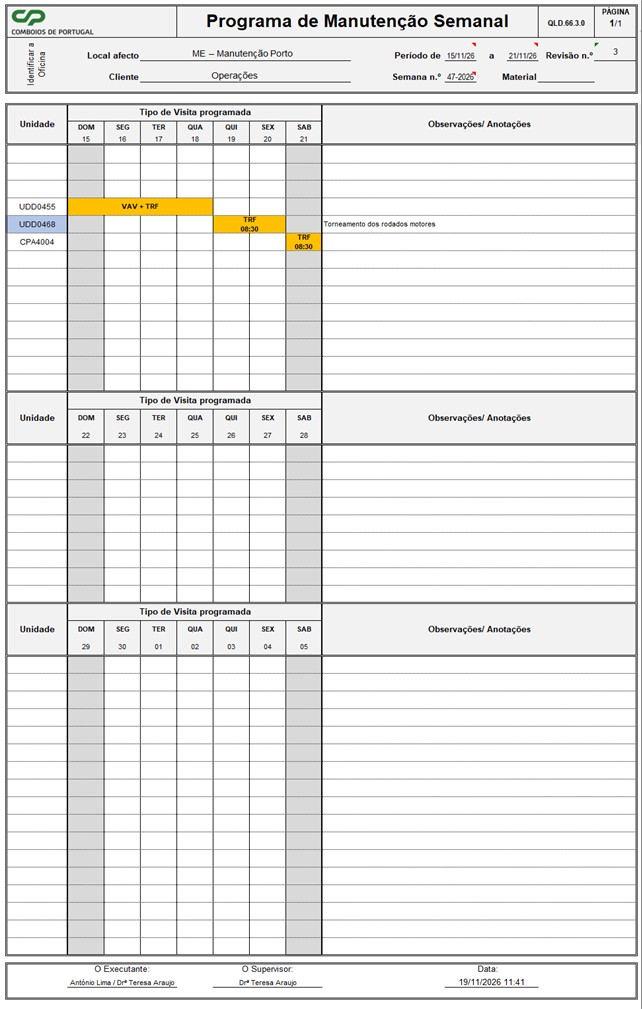 CP
COMBOIOS DE PORTUGAL
Programa de Manutenção Semanal
QLD.66.3.0
PÁGINA
1/1
Identificar a
Oficina
Local afecto ME – Manutenção Porto
Período de 15/11/26 a 21/11/26 Revisão n.º 3
Cliente Operações
Semana n.º 47-2026 Material
Unidade
Tipo de Visita programada
Observações/ Anotações
DOM SEG TER QUA QUI SEX SAB
15 16 17 18 19 20 21
UDD0455 VAV + TRF
UDD0468 TRF
08:30
Torneamento dos rodados motores
CPA4004 TRF
08:30
Unidade
Tipo de Visita programada
Observações/ Anotações
DOM SEG TER QUA QUI SEX SAB
22 23 24 25 26 27 28
Unidade
Tipo de Visita programada
Observações/ Anotações
DOM SEG TER QUA QUI SEX SAB
29 30 01 02 03 04 05
O Executante: O Supervisor: Data:
António Lima / Drª Teresa Araujo Drª Teresa Araujo 19/11/2026 11:41